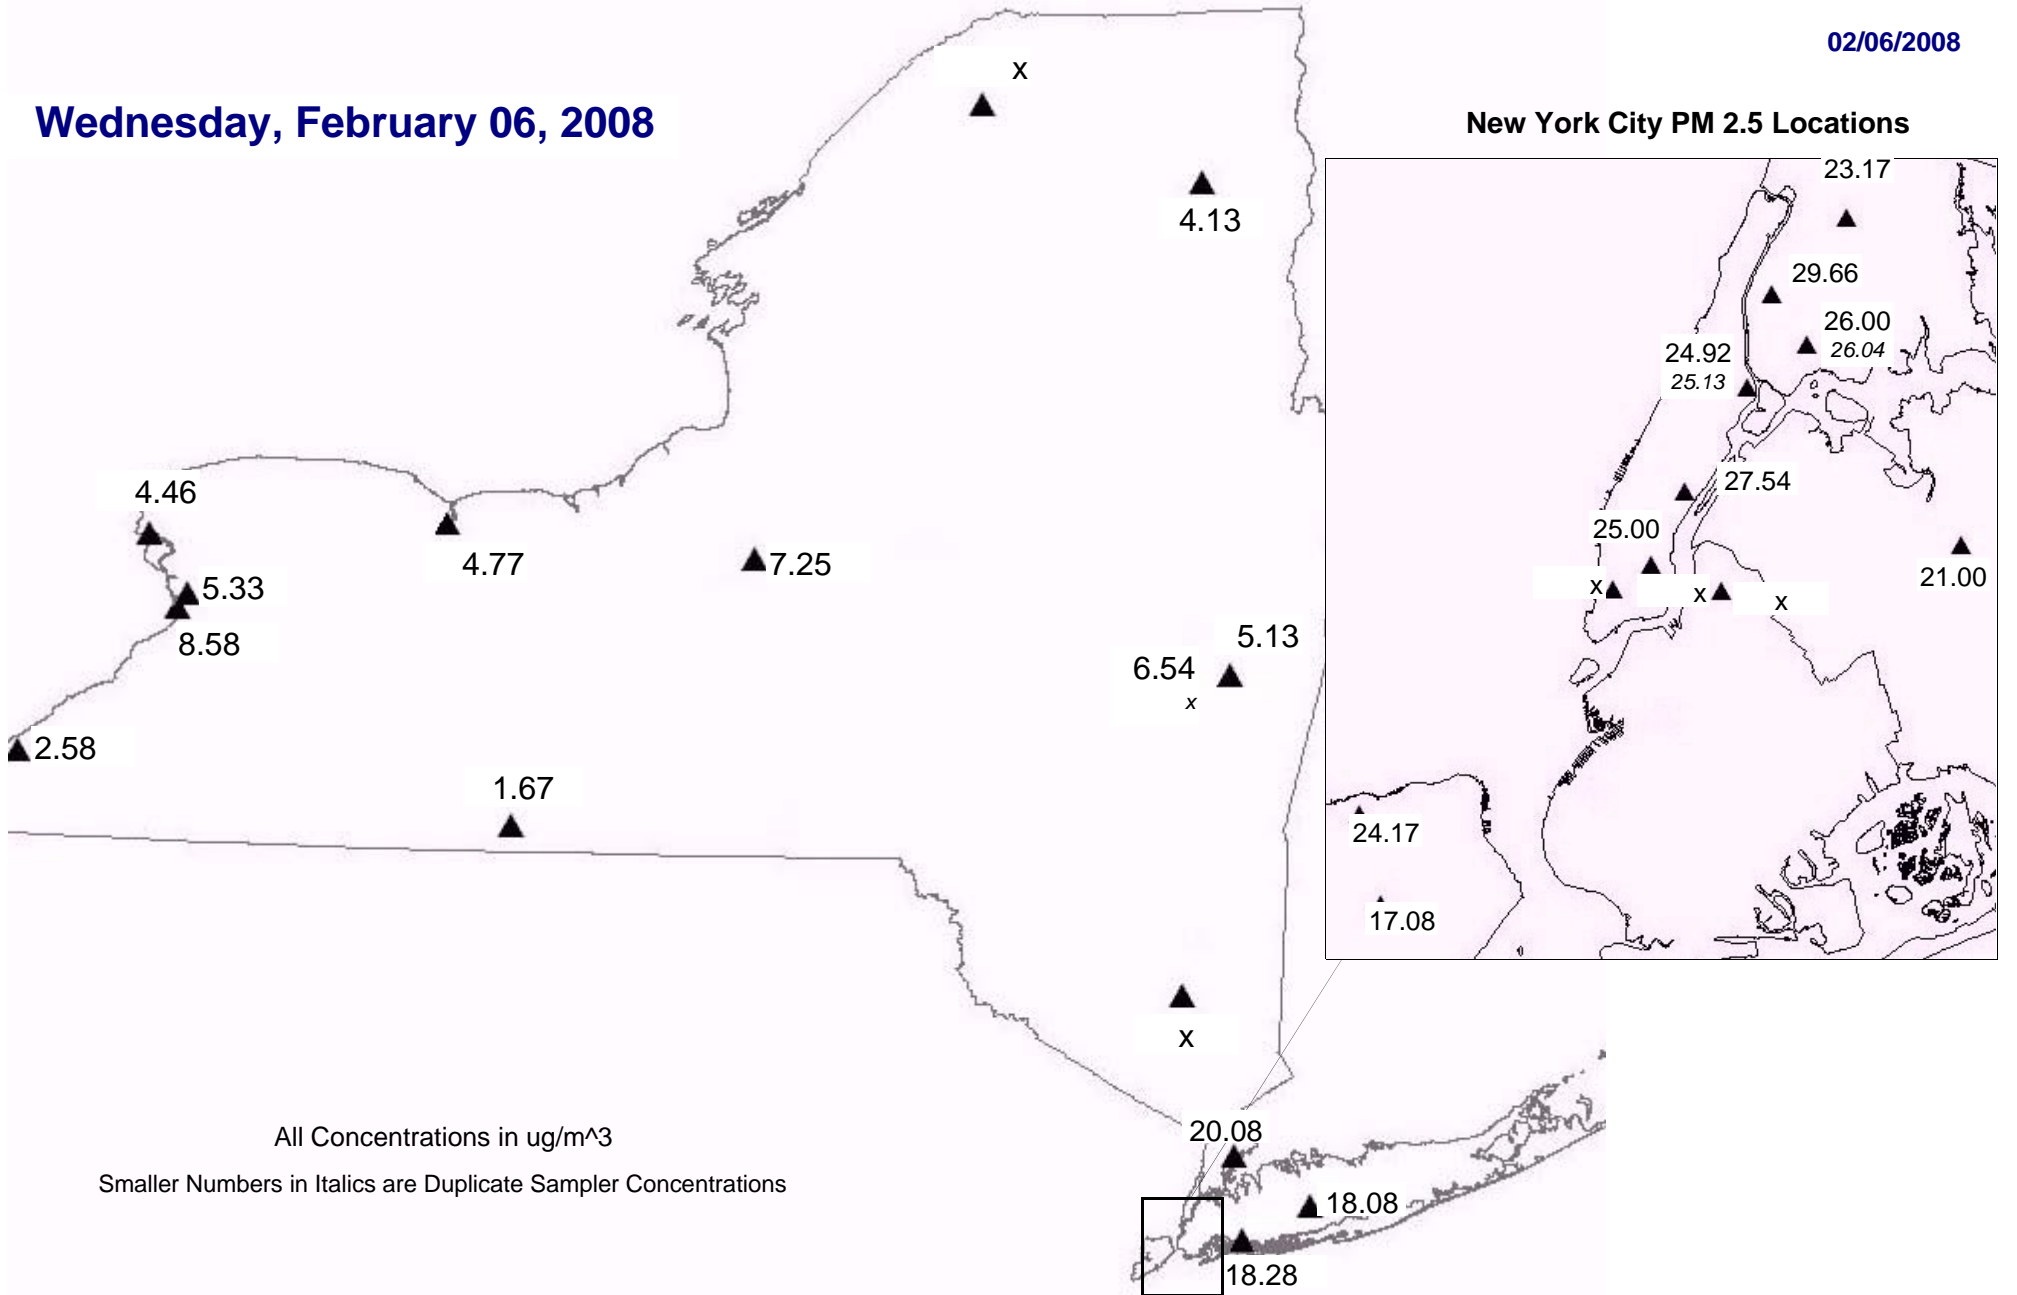 02/06/2008
Wednesday, February 06, 2008
New York City PM 2.5 Locations
x
4.13
4.46
4.77
7.25
5.33
8.58
5.13
6.54
x
2.58
1.67
x
20.08
18.08
18.28
23.17
29.66
26.00
26.04
24.92
25.13
27.54
25.00
x
x
x
21.00
24.17
17.08
All Concentrations in ug/m^3
Smaller Numbers in Italics are Duplicate Sampler Concentrations